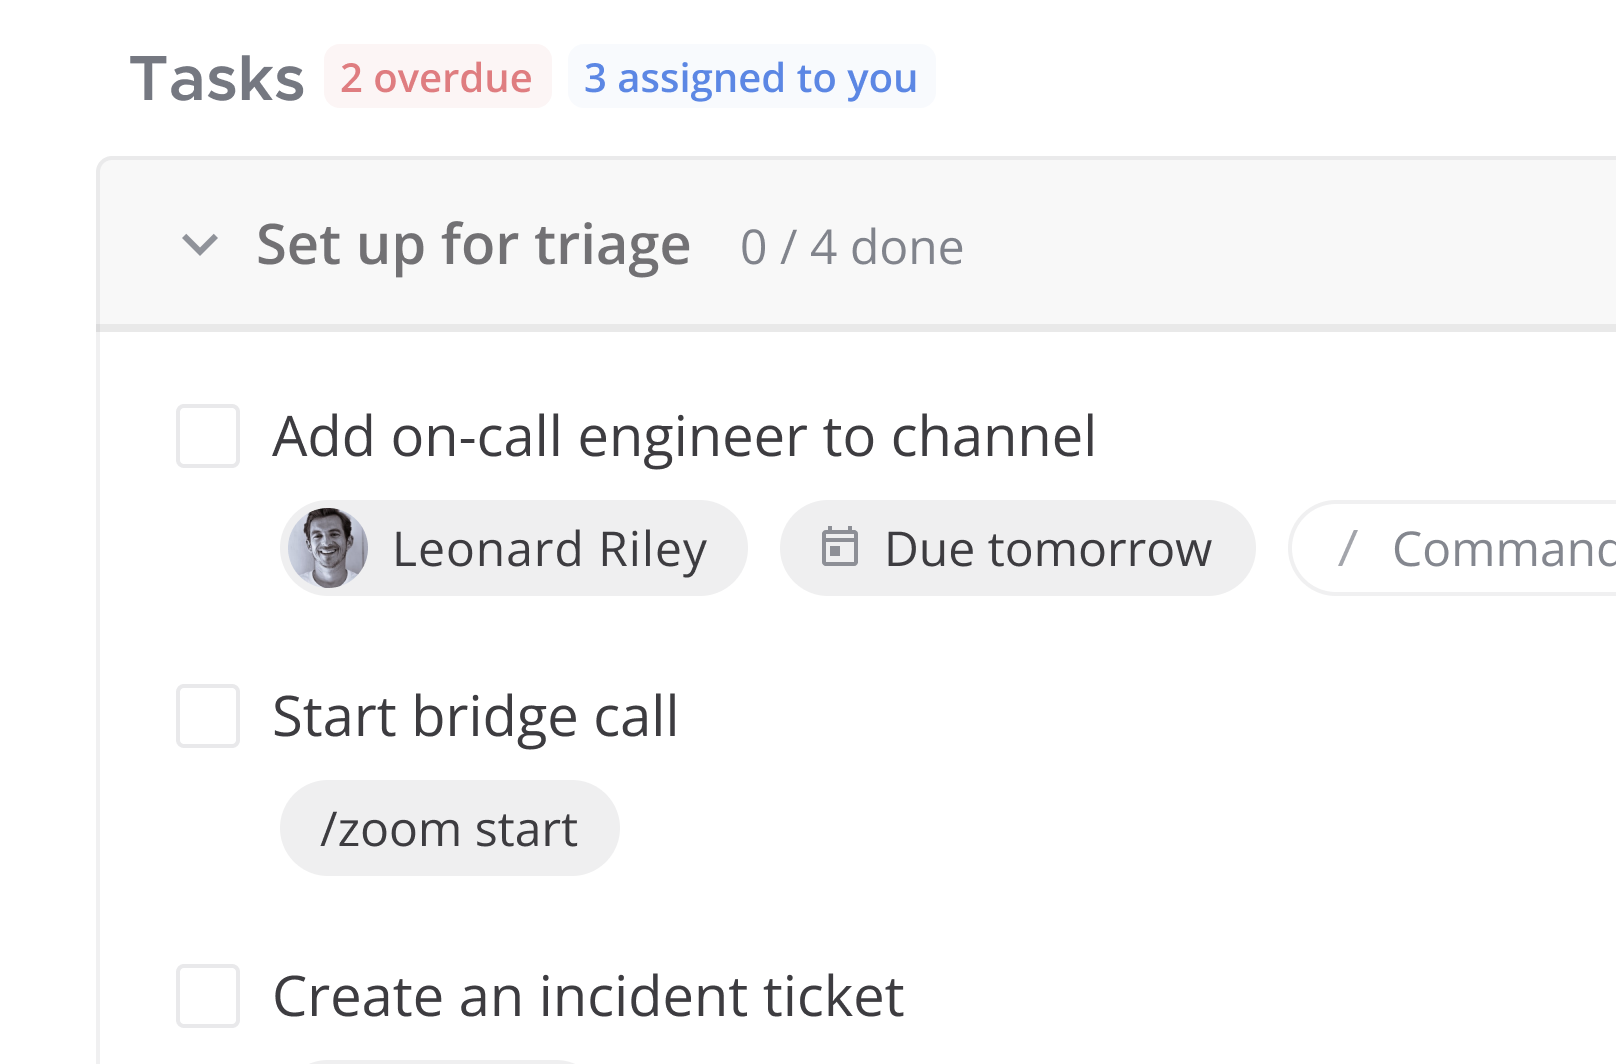 Tasks 2 overdue 3 assigned to you
Set up for triage 0 / 4 done
Add on-call engineer to channel
Leonard Riley Due tomorrow / Command
Start bridge call
/zoom start
Create an incident ticket